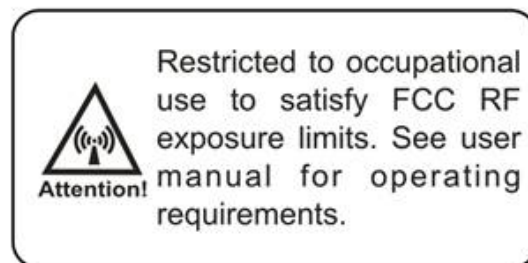 Restricted to occupational
use to satisfy FCC RF
exposure limits. See user
manual for operating
requirements.
Attention!